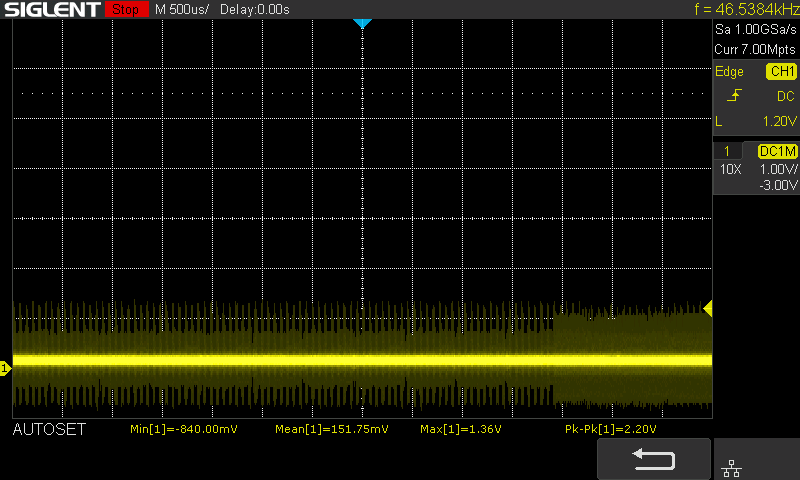 SIGLENT Stop M 500us/ Delay:0.00s f = 46.5384kHz
Sa 1.00GSa/s
Curr 7.00Mpts
Edge CH1
DC
L 1.20V
1 DC1M
10X 1.00V/
-3.00V
1
AUTOSET Min[1]=-840.00mV Mean[1]=151.75mV Max[1]=1.36V Pk-Pk[1]=2.20V